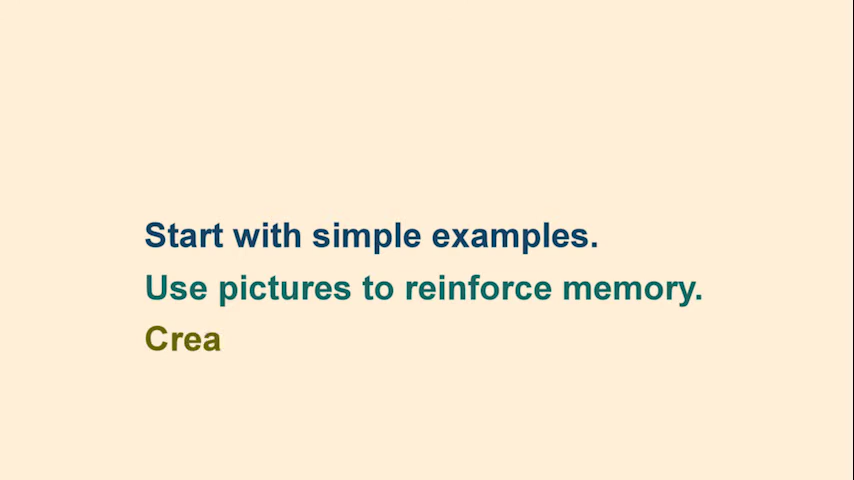 Start with simple examples.
Use pictures to reinforce memory.
Crea